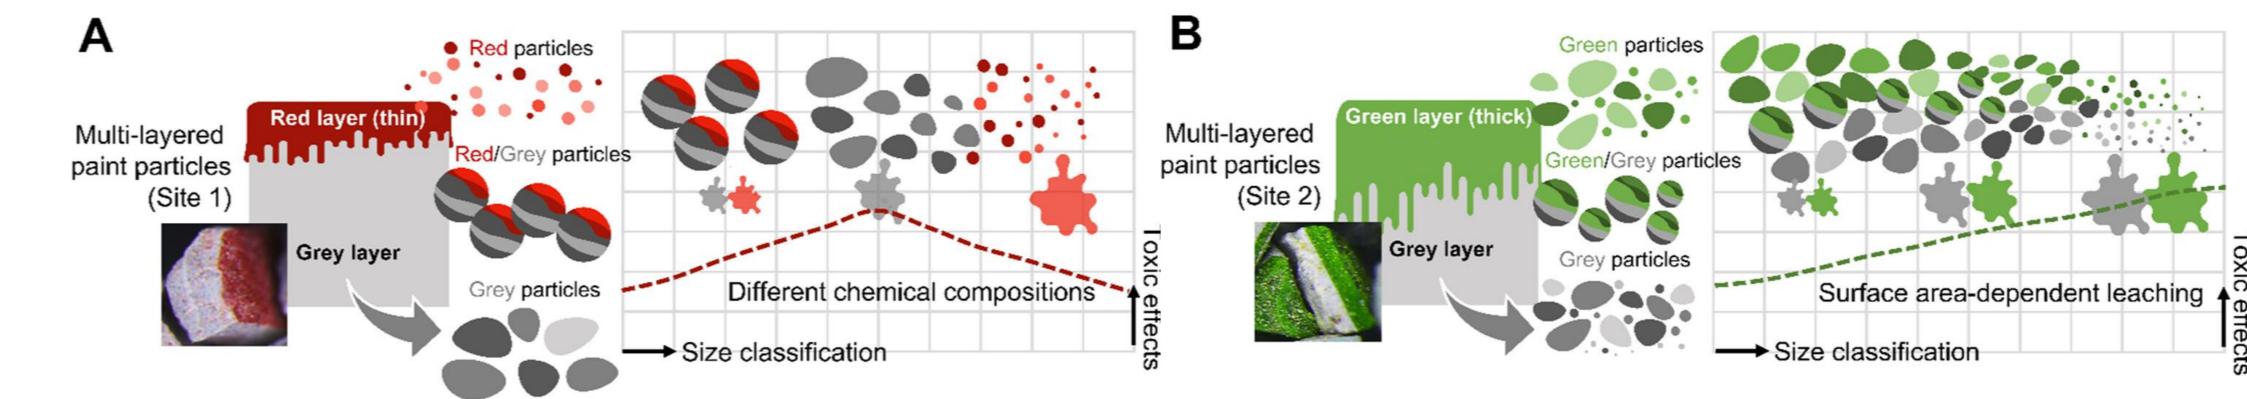 A
Red particles
Red layer (thin)
Multi-layered
paint particles
(Site 1)
Red/Grey particles
Grey layer
Grey particles
Different chemical compositions
Size classification
Toxic effects
B
Green particles
Green layer (thick)
Multi-layered
paint particles
(Site 2)
Green/Grey particles
Grey layer
Grey particles
Surface area-dependent leaching
Size classification
Toxic effects